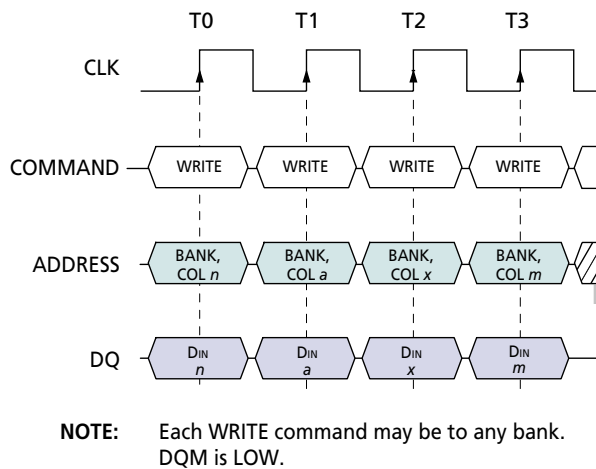 T0 T1 T2 T3
CLK
COMMAND WRITE WRITE WRITE WRITE
ADDRESS BANK, COL n BANK, COL a BANK, COL x BANK, COL m
DQ DIN n DIN a DIN x DIN m
NOTE: Each WRITE command may be to any bank.
DQM is LOW.